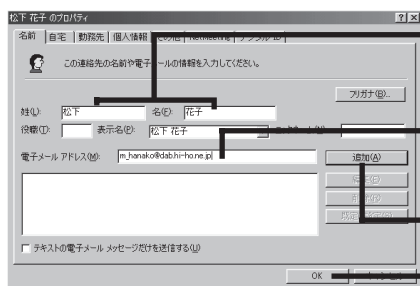 松下 花子 のプロパティ
名前 自宅 勤務先 個人情報 NetMeeting デジタル ID
この連絡先の名前や電子メールの情報を入力してください。
フリガナ(R)...
姓(L): 松下 名(F): 花子
役職(T): 表示名(P): 松下 花子
電子メール アドレス(M): m_hanako@dab.hi-ho.ne.jp 追加(A)
テキストの電子メール メッセージだけを送信する(U)
OK